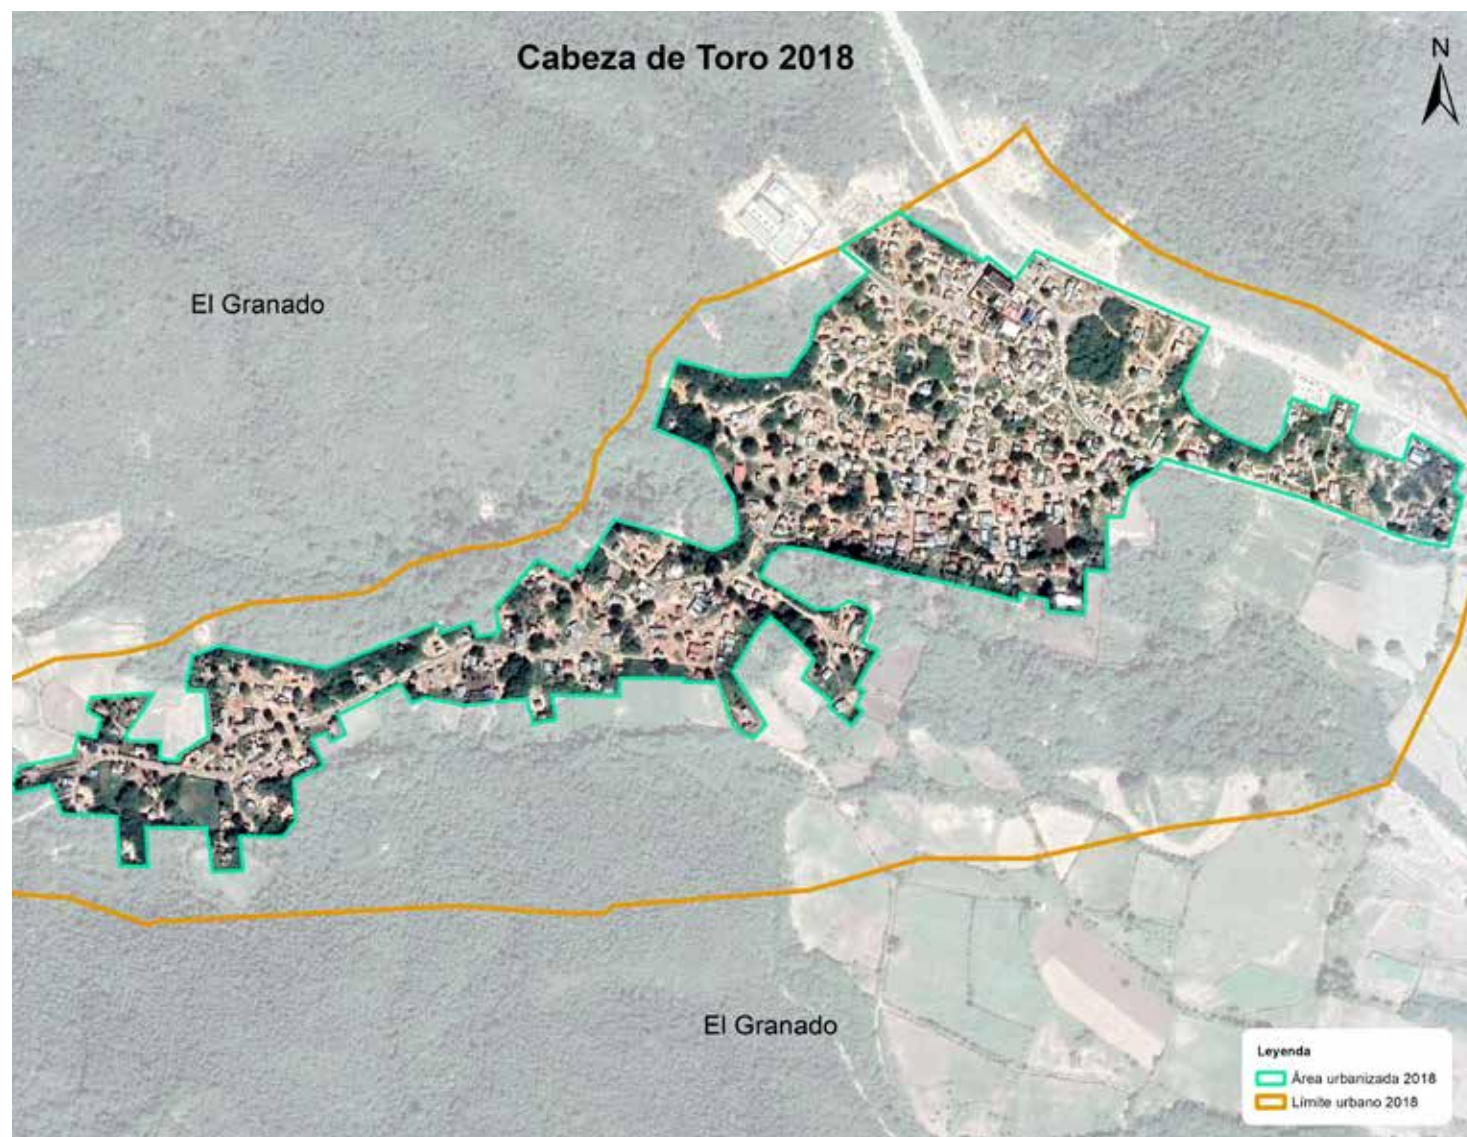 Cabeza de Toro 2018
N
El Granado
El Granado
Leyenda
Área urbanizada 2018
Límite urbano 2018